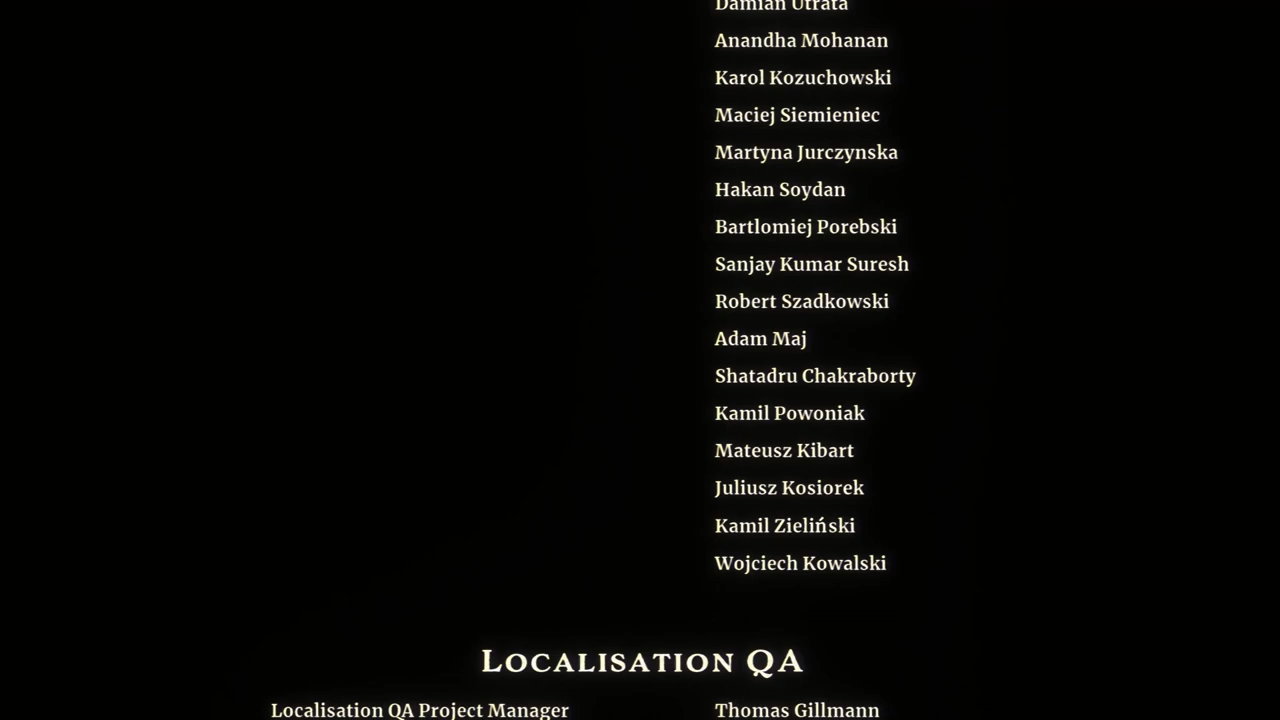 Damian Utrata
Anandha Mohanan
Karol Kozuchowski
Maciej Siemieniec
Martyna Jurczynska
Hakan Soydan
Bartlomiej Porebski
Sanjay Kumar Suresh
Robert Szadkowski
Adam Maj
Shatadru Chakraborty
Kamil Powoniak
Mateusz Kibart
Juliusz Kosiorek
Kamil Zieliński
Wojciech Kowalski
Localisation QA
Localisation QA Project Manager Thomas Gillmann